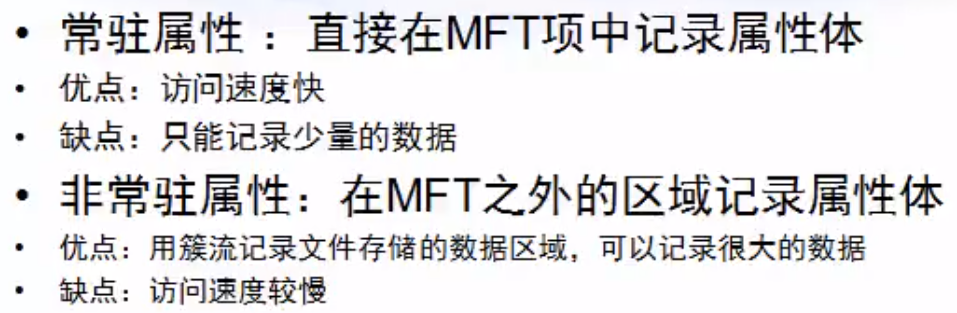 • 常驻属性 ：直接在MFT项中记录属性体
• 优点：访问速度快
• 缺点：只能记录少量的数据
• 非常驻属性：在MFT之外的区域记录属性体
• 优点：用簇流记录文件存储的数据区域，可以记录很大的数据
• 缺点：访问速度较慢